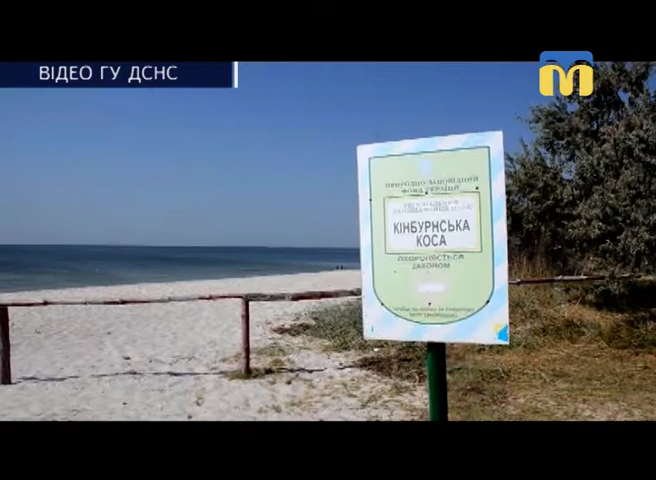 ВІДЕО ГУ ДСНС
ПРИРОДНО-ЗАПОВІДНИЙ
ФОНД УКРАЇНИ
КІНБУРНСЬКА
КОСА
ОХОРОНЯЄТЬСЯ
ЗАКОНОМ